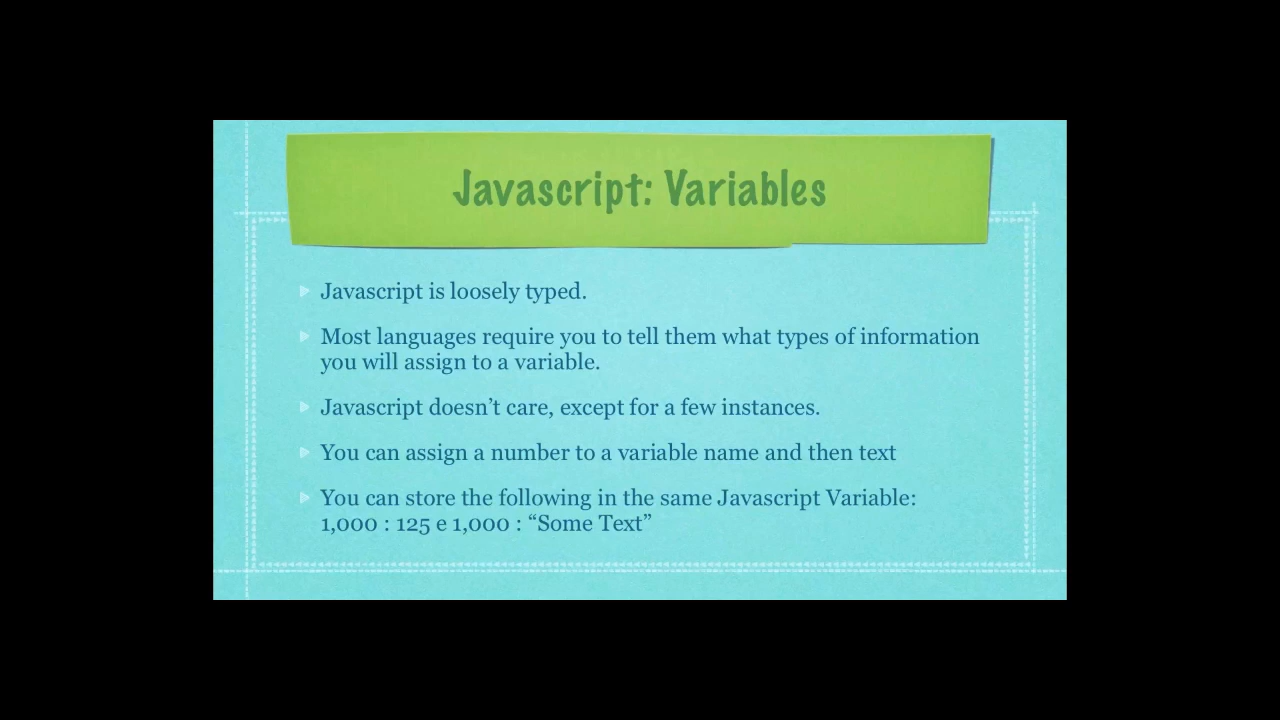 Javascript: Variables
Javascript is loosely typed.
Most languages require you to tell them what types of information
you will assign to a variable.
Javascript doesn’t care, except for a few instances.
You can assign a number to a variable name and then text
You can store the following in the same Javascript Variable:
1,000 : 125 e 1,000 : “Some Text”